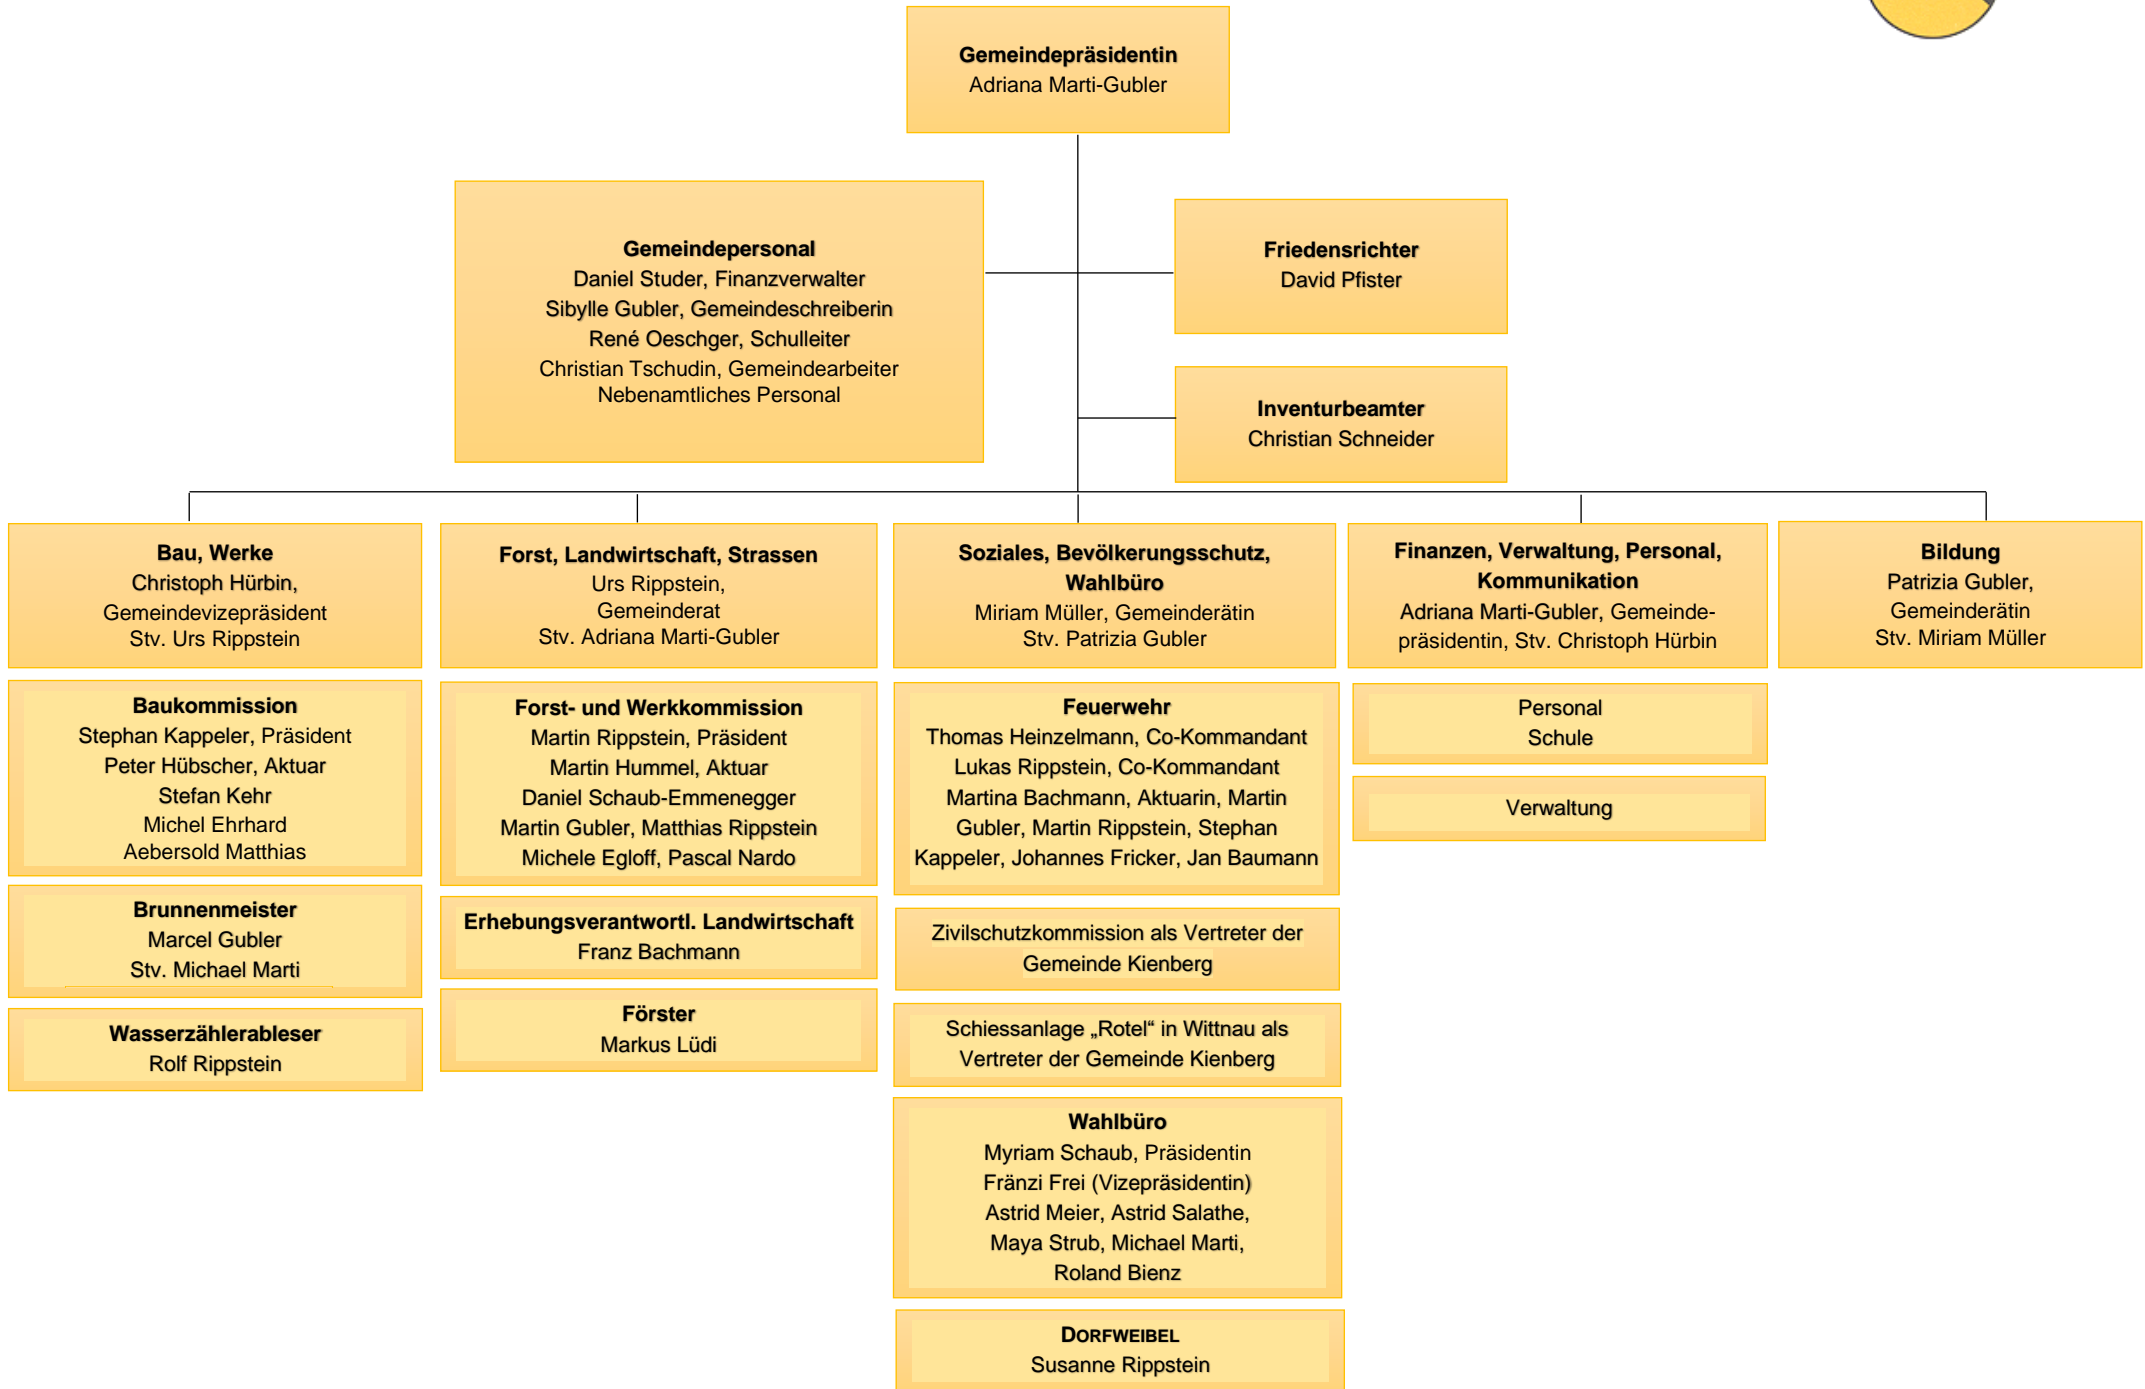 Gemeindepräsidentin
Adriana Marti-Gubler
Gemeindepersonal
Daniel Studer, Finanzverwalter
Sibylle Gubler, Gemeindeschreiberin
René Oeschger, Schulleiter
Christian Tschudin, Gemeindearbeiter
Nebenamtliches Personal
Friedensrichter
David Pfister
Inventurbeamter
Christian Schneider
Bau, Werke
Christoph Hürbin,
Gemeindevizepräsident
Stv. Urs Rippstein
Baukommission
Stephan Kappeler, Präsident
Peter Hübscher, Aktuar
Stefan Kehr
Michel Ehrhard
Aebersold Matthias
Brunnenmeister
Marcel Gubler
Stv. Michael Marti
Wasserzählerableser
Rolf Rippstein
Forst, Landwirtschaft, Strassen
Urs Rippstein,
Gemeinderat
Stv. Adriana Marti-Gubler
Forst- und Werkkommission
Martin Rippstein, Präsident
Martin Hummel, Aktuar
Daniel Schaub-Emmenegger
Martin Gubler, Matthias Rippstein
Michele Egloff, Pascal Nardo
Erhebungsverantwortl. Landwirtschaft
Franz Bachmann
Förster
Markus Lüdi
Soziales, Bevölkerungsschutz,
Wahlbüro
Miriam Müller, Gemeinderätin
Stv. Patrizia Gubler
Feuerwehr
Thomas Heinzelmann, Co-Kommandant
Lukas Rippstein, Co-Kommandant
Martina Bachmann, Aktuarin, Martin
Gubler, Martin Rippstein, Stephan
Kappeler, Johannes Fricker, Jan Baumann
Zivilschutzkommission als Vertreter der
Gemeinde Kienberg
Schiessanlage „Rotel“ in Wittnau als
Vertreter der Gemeinde Kienberg
Wahlbüro
Myriam Schaub, Präsidentin
Fränzi Frei (Vizepräsidentin)
Astrid Meier, Astrid Salathe,
Maya Strub, Michael Marti,
Roland Bienz
DORFWEIBEL
Susanne Rippstein
Finanzen, Verwaltung, Personal,
Kommunikation
Adriana Marti-Gubler, Gemeinde-
präsidentin, Stv. Christoph Hürbin
Personal
Schule
Verwaltung
Bildung
Patrizia Gubler,
Gemeinderätin
Stv. Miriam Müller